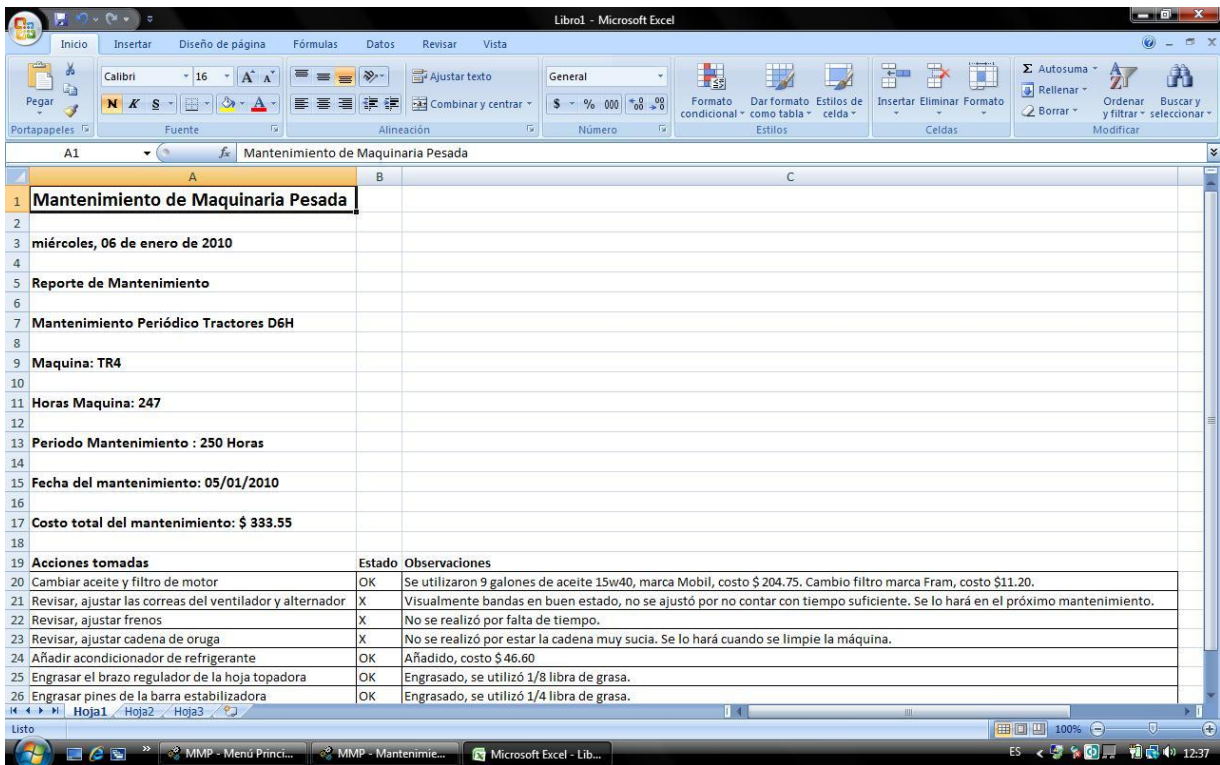 Libro1 - Microsoft Excel
Inicio Insertar Diseño de página Fórmulas Datos Revisar Vista
Pegar
Calibri 16
N K S
Ajustar texto
Combinar y centrar
General
$ % 000
Formato condicional
Dar formato como tabla
Estilos de celda
Insertar Eliminar Formato
Σ Autosuma
Rellenar
Borrar
Ordenar y filtrar
Buscar y seleccionar
Portapapeles Fuente Alineación Número Estilos Celdas Modificar
A1 fx Mantenimiento de Maquinaria Pesada
A B C
1 Mantenimiento de Maquinaria Pesada
2
3 miércoles, 06 de enero de 2010
4
5 Reporte de Mantenimiento
6
7 Mantenimiento Periódico Tractores D6H
8
9 Maquina: TR4
10
11 Horas Maquina: 247
12
13 Periodo Mantenimiento : 250 Horas
14
15 Fecha del mantenimiento: 05/01/2010
16
17 Costo total del mantenimiento: $ 333.55
18
19 Acciones tomadas Estado Observaciones
20 Cambiar aceite y filtro de motor OK Se utilizaron 9 galones de aceite 15w40, marca Mobil, costo $ 204.75. Cambio filtro marca Fram, costo $11.20.
21 Revisar, ajustar las correas del ventilador y alternador X Visualmente bandas en buen estado, no se ajustó por no contar con tiempo suficiente. Se lo hará en el próximo mantenimiento.
22 Revisar, ajustar frenos X No se realizó por falta de tiempo.
23 Revisar, ajustar cadena de oruga X No se realizó por estar la cadena muy sucia. Se lo hará cuando se limpie la máquina.
24 Añadir acondicionador de refrigerante OK Añadido, costo $ 46.60
25 Engrasar el brazo regulador de la hoja topadora OK Engrasado, se utilizó 1/8 libra de grasa.
26 Engrasar pines de la barra estabilizadora OK Engrasado, se utilizó 1/4 libra de grasa.
Hoja1 Hoja2 Hoja3
Listo 100%
MMP - Menú Princi... MMP - Mantenimie... Microsoft Excel - Lib... ES 12:37